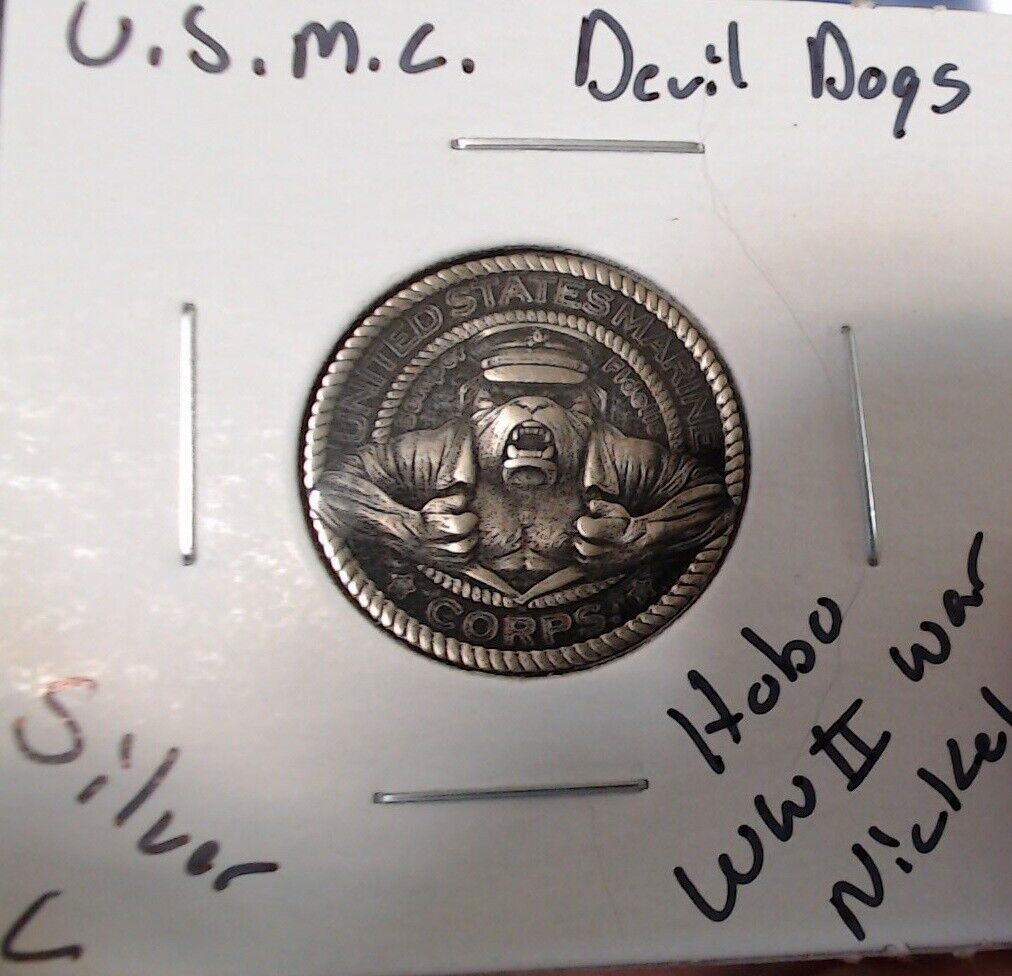 U.S.M.C. Devil Dogs
UNITED STATES MARINE
CORPS.
Silver
Hobo
WW II War
Nickel